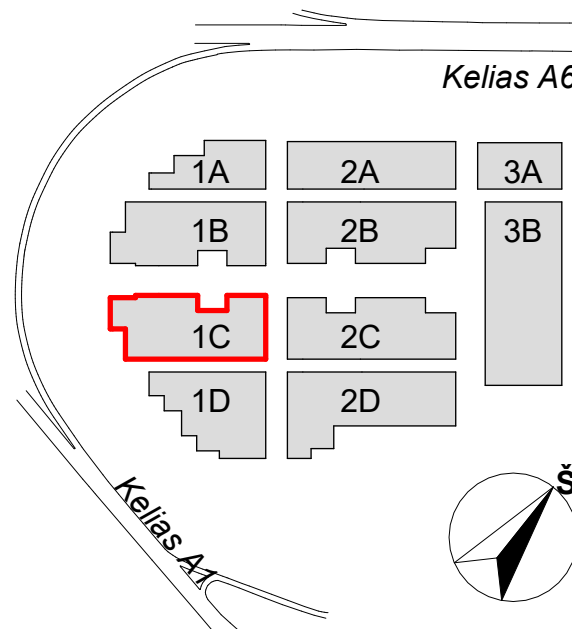 Kelias A6
1A 2A 3A
1B 2B 3B
1C 2C
1D 2D
Š
Kelias A1